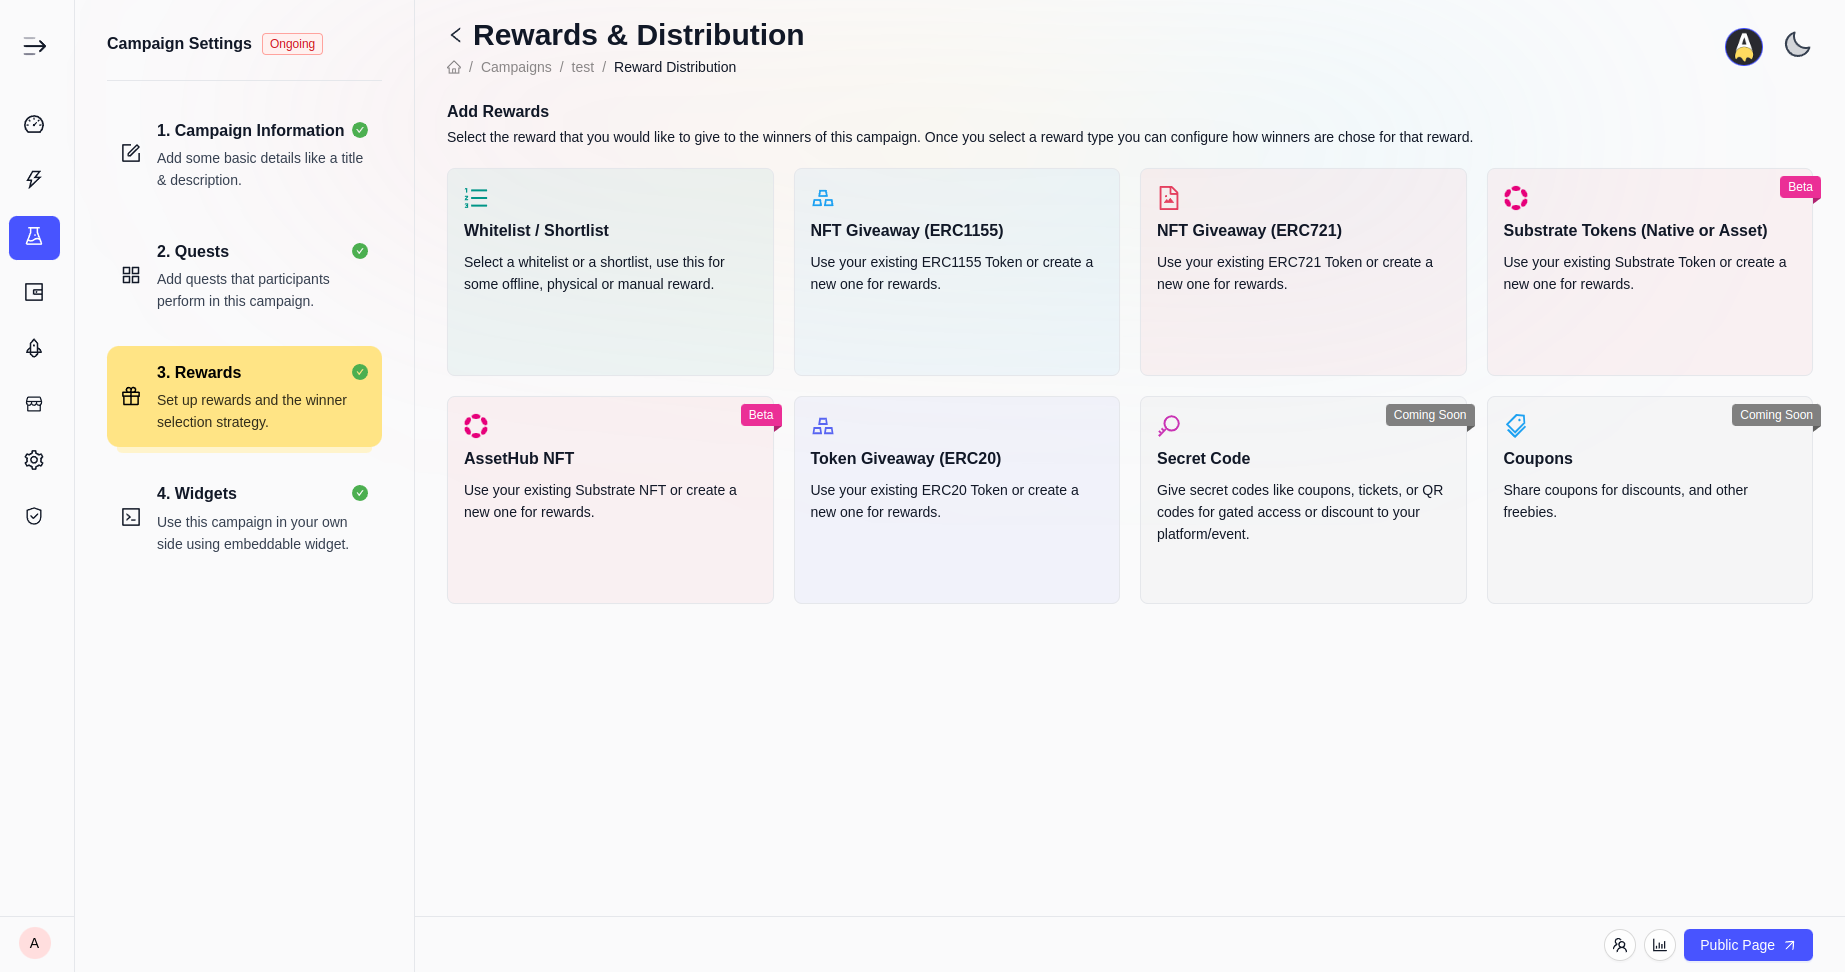 Campaign Settings Ongoing
1. Campaign Information
Add some basic details like a title
& description.
2. Quests
Add quests that participants
perform in this campaign.
3. Rewards
Set up rewards and the winner
selection strategy.
4. Widgets
Use this campaign in your own
side using embeddable widget.
A
Rewards & Distribution
/ Campaigns / test / Reward Distribution
Add Rewards
Select the reward that you would like to give to the winners of this campaign. Once you select a reward type you can configure how winners are chosen for that reward.
Whitelist / Shortlist
Select a whitelist or a shortlist, use this for
some offline, physical or manual reward.
NFT Giveaway (ERC1155)
Use your existing ERC1155 Token or create a
new one for rewards.
NFT Giveaway (ERC721)
Use your existing ERC721 Token or create a
new one for rewards.
Beta
Substrate Tokens (Native or Asset)
Use your existing Substrate Token or create a
new one for rewards.
Beta
AssetHub NFT
Use your existing Substrate NFT or create a
new one for rewards.
Token Giveaway (ERC20)
Use your existing ERC20 Token or create a
new one for rewards.
Coming Soon
Secret Code
Give secret codes like coupons, tickets, or QR
codes for gated access or discount to your
platform/event.
Coming Soon
Coupons
Share coupons for discounts, and other
freebies.
Public Page